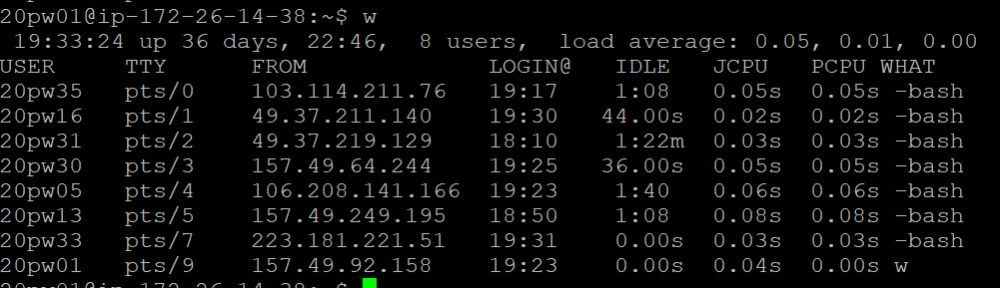 20pw01@ip-172-26-14-38:~$ w
 19:33:24 up 36 days, 22:46,  8 users,  load average: 0.05, 0.01, 0.00
USER     TTY      FROM             LOGIN@   IDLE   JCPU   PCPU WHAT
20pw35   pts/0    103.114.211.76   19:17    1:08   0.05s  0.05s -bash
20pw16   pts/1    49.37.211.140    19:30   44.00s  0.02s  0.02s -bash
20pw31   pts/2    49.37.219.129    18:10    1:22m  0.03s  0.03s -bash
20pw30   pts/3    157.49.64.244    19:25   36.00s  0.05s  0.05s -bash
20pw05   pts/4    106.208.141.166  19:23    1:40   0.06s  0.06s -bash
20pw13   pts/5    157.49.249.195   18:50    1:08   0.08s  0.08s -bash
20pw33   pts/7    223.181.221.51   19:31    0.00s  0.03s  0.03s -bash
20pw01   pts/9    157.49.92.158    19:23    0.00s  0.04s  0.00s w
20pw01@ip-172-26-14-38:~$